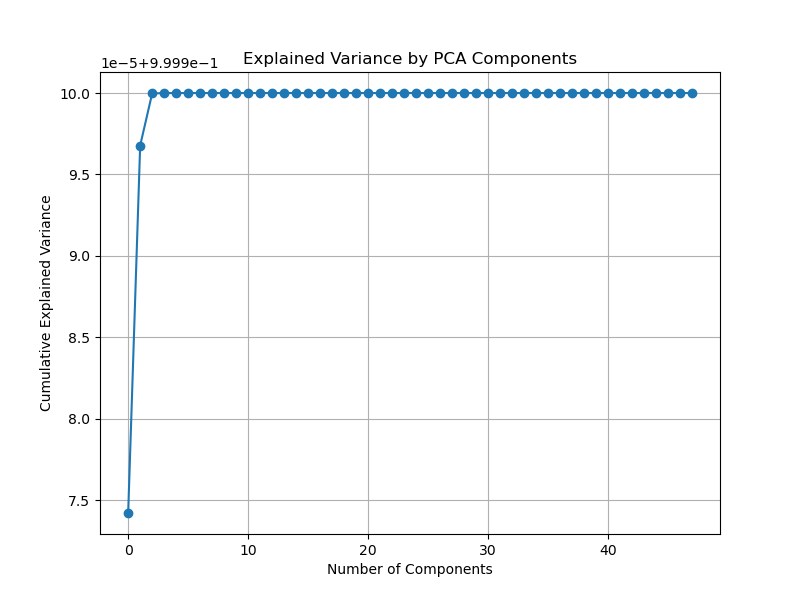 Explained Variance by PCA Components
1e−5+9.999e−1
10.0
9.5
9.0
8.5
8.0
7.5
Cumulative Explained Variance
0 10 20 30 40
Number of Components